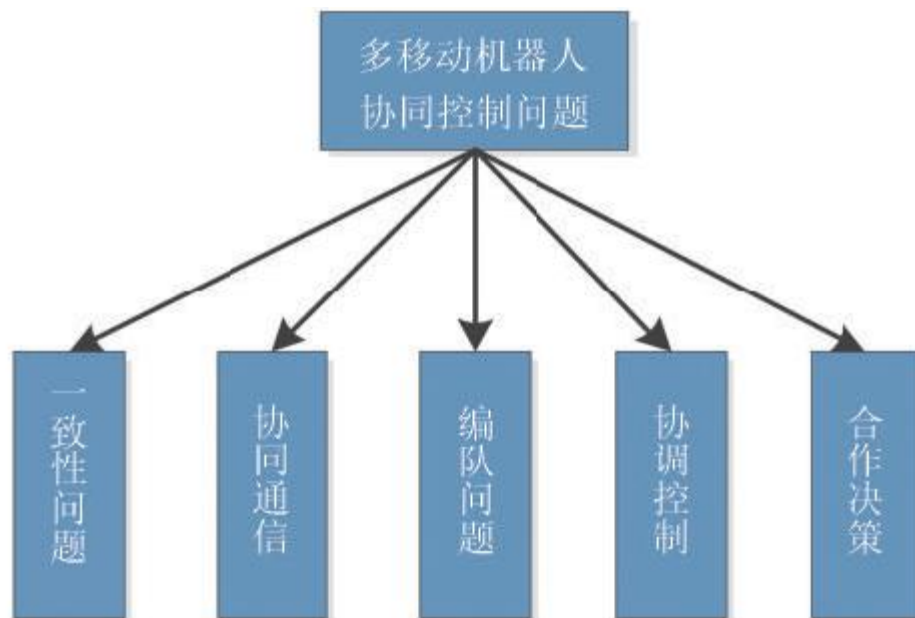 多移动机器人
协同控制问题
一致性问题
协同通信
编队问题
协调控制
合作决策